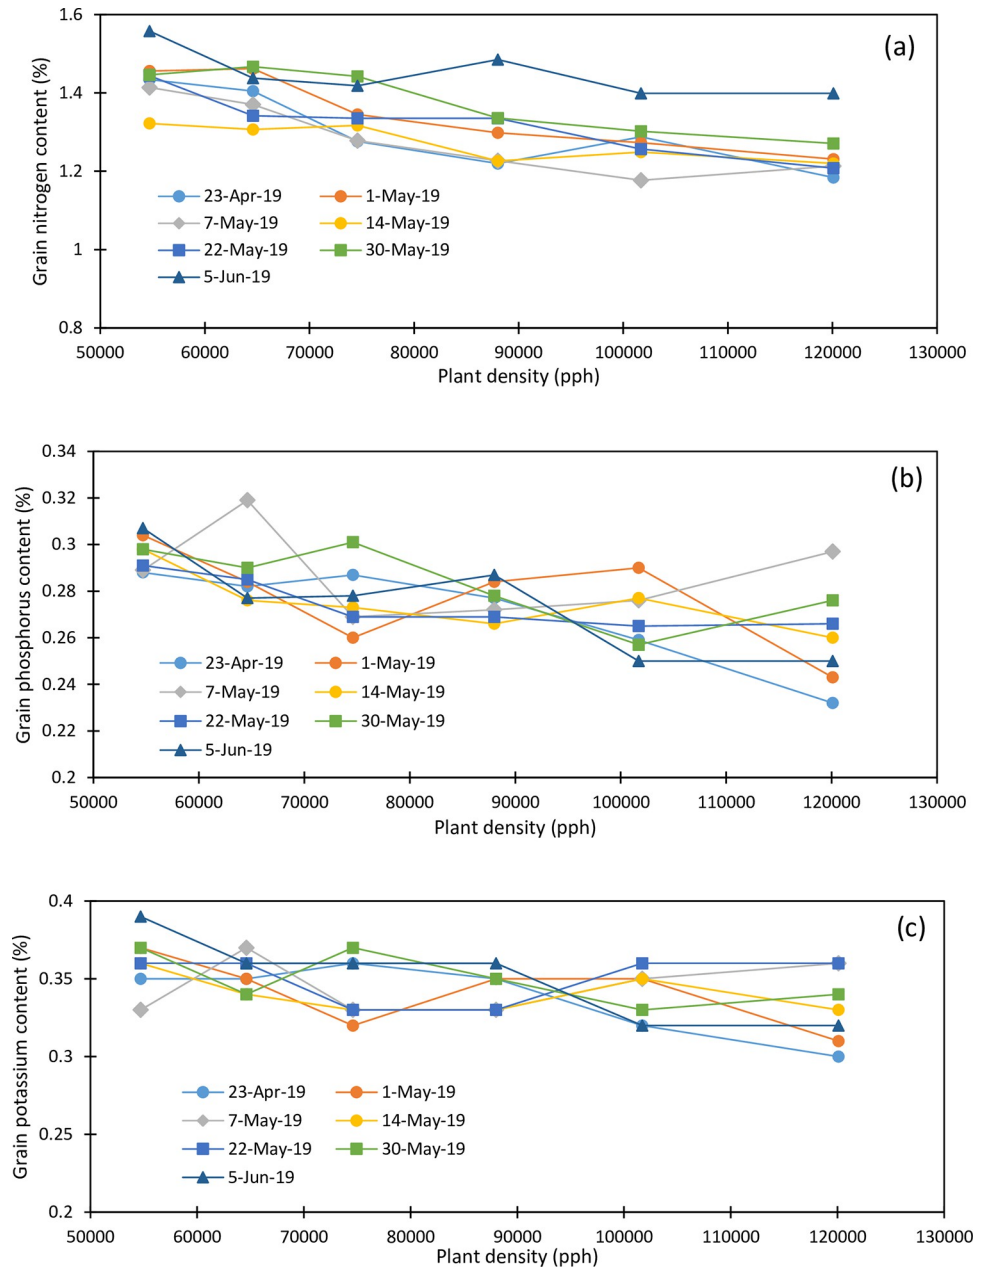 1.6
(a)
1.4
1.2
1
0.8
Grain nitrogen content (%)
23-Apr-19 1-May-19
7-May-19 14-May-19
22-May-19 30-May-19
5-Jun-19
50000 60000 70000 80000 90000 100000 110000 120000 130000
Plant density (pph)
0.34
(b)
0.32
0.3
0.28
0.26
0.24
0.22
0.2
Grain phosphorus content (%)
23-Apr-19 1-May-19
7-May-19 14-May-19
22-May-19 30-May-19
5-Jun-19
50000 60000 70000 80000 90000 100000 110000 120000 130000
Plant density (pph)
0.4
(c)
0.35
0.3
0.25
0.2
Grain potassium content (%)
23-Apr-19 1-May-19
7-May-19 14-May-19
22-May-19 30-May-19
5-Jun-19
50000 60000 70000 80000 90000 100000 110000 120000 130000
Plant density (pph)